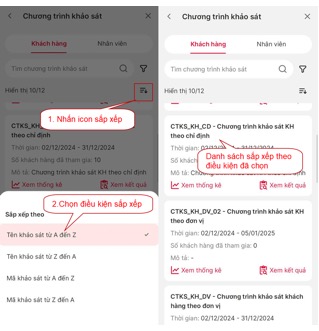 Chương trình khảo sát
Khách hàng
Nhân viên
Tìm chương trình khảo sát
Hiển thị 10/12
1. Nhấn icon sắp xếp
CTKS_KH_CD - Chương trình khảo sát KH
theo chỉ định
Thời gian: 02/12/2024 - 31/12/2024
Số khách hàng đã tham gia: 10
Mô tả: Chương trình khảo sát KH theo chỉ định
Xem thống kê
Xem kết quả
2.Chọn điều kiện sắp xếp
Sắp xếp theo
Tên khảo sát từ A đến Z
Tên khảo sát từ Z đến A
Mã khảo sát từ A đến Z
Mã khảo sát từ Z đến A
Chương trình khảo sát
Khách hàng
Nhân viên
Tìm chương trình khảo sát
Hiển thị 10/12
CTKS_KH_CD - Chương trình khảo sát KH
theo chỉ định
Thời gian: 02/12/2024 - 31/12/2024
Danh sách sắp xếp theo
điều kiện đã chọn
Số khách
Mô tả: Chương trình khảo sát KH theo chỉ định
Xem thống kê
Xem kết quả
CTKS_KH_DV_02 - Chương trình khảo sát KH
theo đơn vị
Thời gian: 02/12/2024 - 05/01/2025
Số khách hàng đã tham gia: 0
Mô tả: -
Xem thống kê
Xem kết quả
CTKS_KH_DV - Chương trình khảo sát khách
hàng theo đơn vị
Thời gian: 02/12/2024 - 31/12/2024